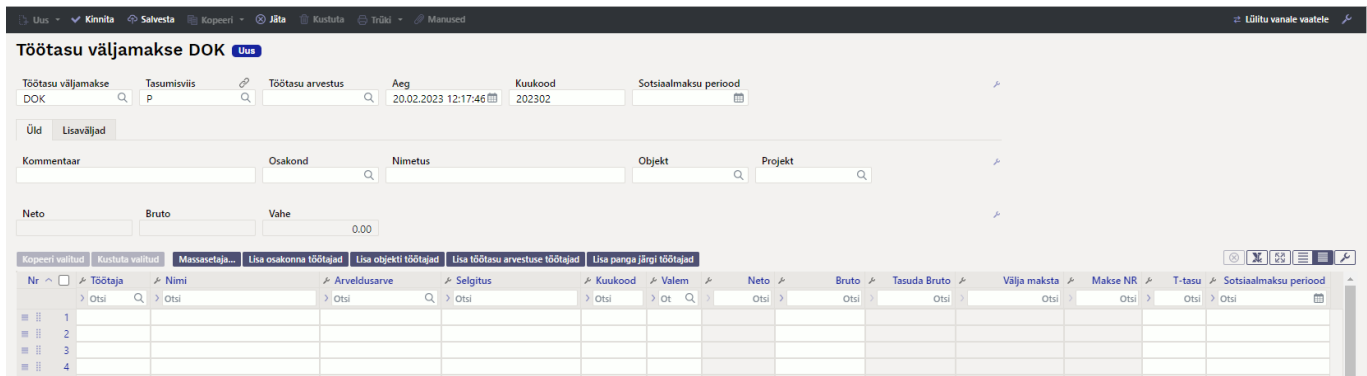 Uus Kinnita Salvesta Kopeeri Jäta Kustuta Trüki Manused Lülitu vanale vaatele
Töötasu väljamakse DOK Uus
Töötasu väljamakse Tasumisviis Töötasu arvestus Aeg Kuukood Sotsiaalmaksu periood
DOK P 20.02.2023 12:17:46 202302
Üld Lisaväljad
Kommentaar Osakond Nimetus Objekt Projekt
Neto Bruto Vahe
0.00
Kopeeri valitud Kustuta valitud Massasetaja... Lisa osakonna töötajad Lisa objekti töötajad Lisa töötasu arvestuse töötajad Lisa panga järgi töötajad
Nr Töötaja Nimi Arveldusarve Selgitus Kuukood Valem Neto Bruto Tasuda Bruto Välja maksta Makse NR T-tasu Sotsiaalmaksu periood
Otsi Otsi Otsi Otsi Otsi Ot Otsi Otsi Otsi Otsi Otsi Otsi Otsi
1
2
3
4